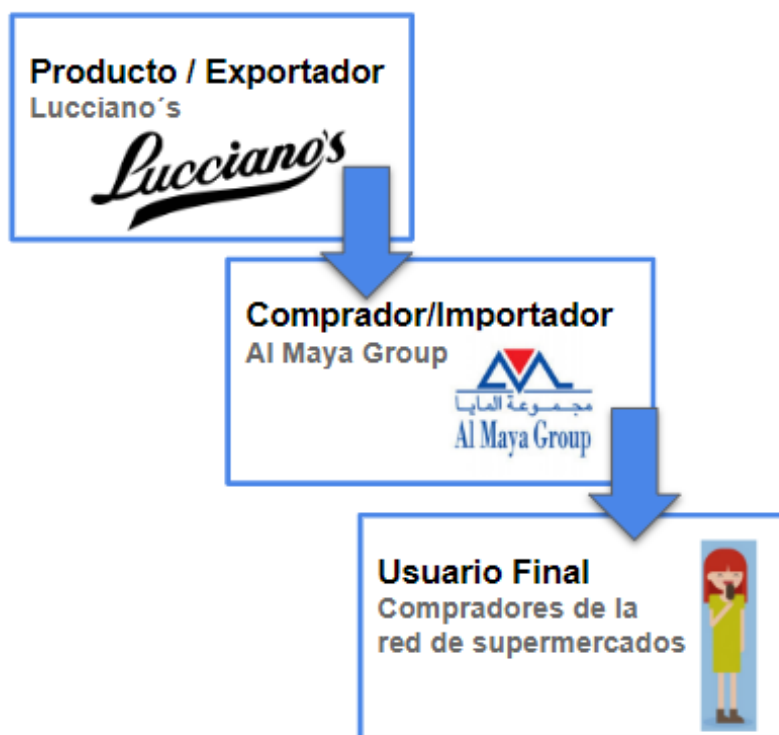 Producto / Exportador
Lucciano´s
Lucciano's
Comprador/Importador
Al Maya Group
مجموعة المايا
Al Maya Group
Usuario Final
Compradores de la
red de supermercados